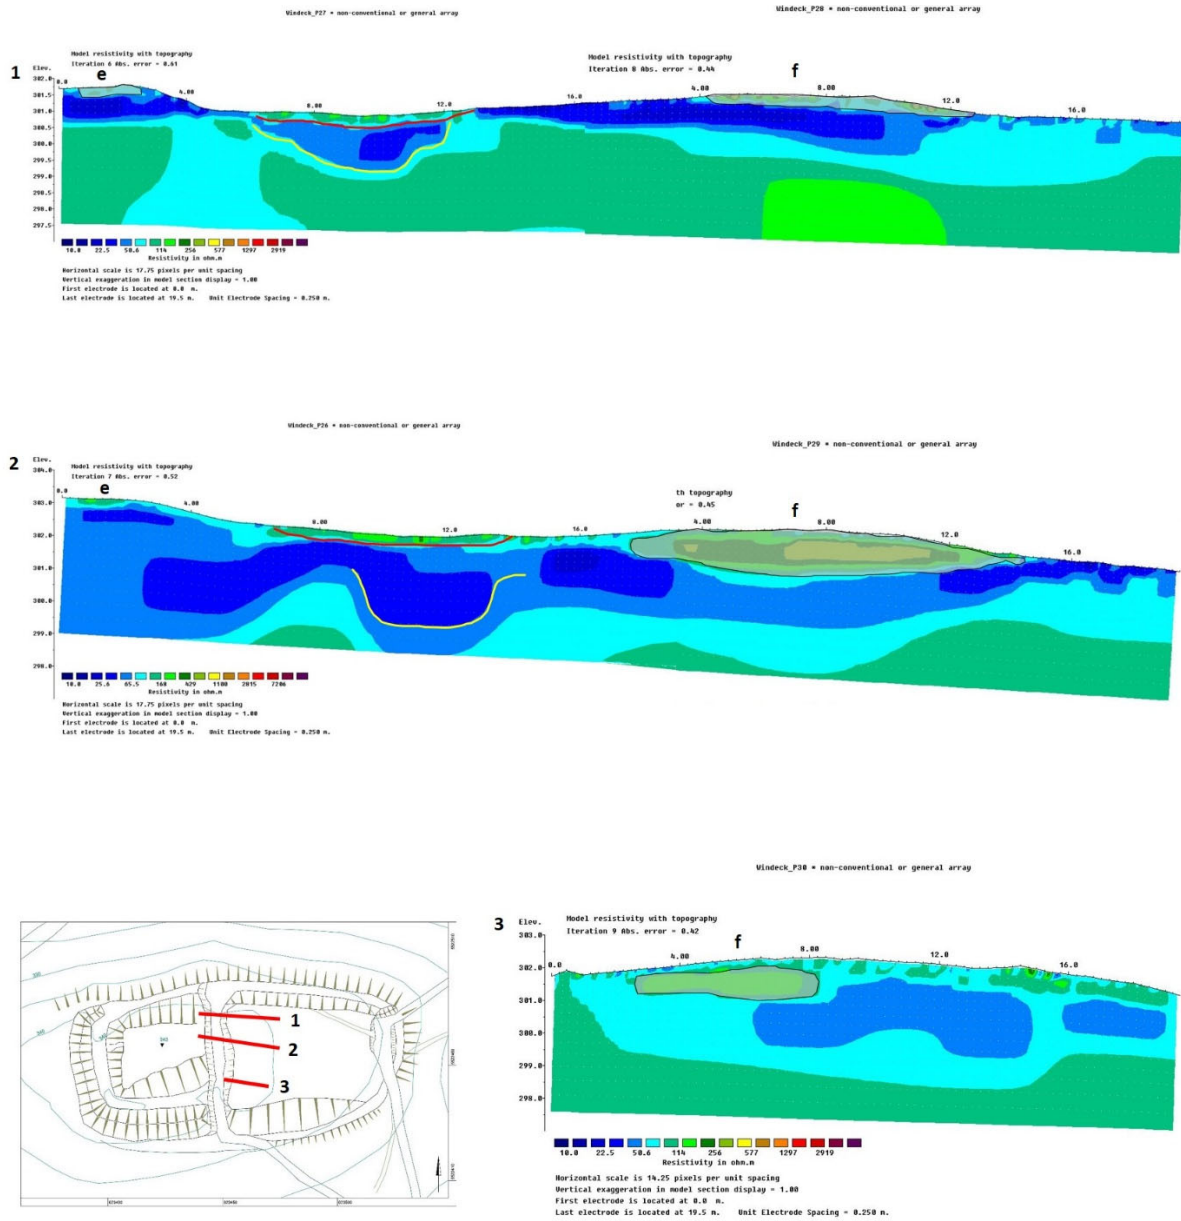 Windeck_P27 * non-conventional or general array
Windeck_P28 * non-conventional or general array
Model resistivity with topography
Iteration 6 Abs. error = 0.61
Model resistivity with topography
Iteration 8 Abs. error = 0.44
1
Elev.
e
f
302.0
0.0
4.00
8.00
12.0
16.0
4.00
8.00
12.0
16.0
301.5
301.0
300.5
300.0
299.5
299.0
298.5
298.0
297.5
10.0 22.5 50.6 114 256 577 1297 2919
Resistivity in ohm.m
Horizontal scale is 17.75 pixels per unit spacing
Vertical exaggeration in model section display = 1.00
First electrode is located at 0.0 m.
Last electrode is located at 19.5 m. Unit Electrode Spacing = 0.250 m.
Windeck_P26 * non-conventional or general array
Windeck_P29 * non-conventional or general array
2
Elev.
Model resistivity with topography
Iteration 7 Abs. error = 0.52
th topography
or = 0.45
304.0
e
f
0.0
4.00
8.00
12.0
16.0
4.00
8.00
12.0
16.0
303.0
302.0
301.0
300.0
299.0
298.0
10.0 25.6 65.5 168 429 1100 2815 7206
Resistivity in ohm.m
Horizontal scale is 17.75 pixels per unit spacing
Vertical exaggeration in model section display = 1.00
First electrode is located at 0.0 m.
Last electrode is located at 19.5 m. Unit Electrode Spacing = 0.250 m.
Windeck_P30 * non-conventional or general array
3
Elev.
Model resistivity with topography
Iteration 9 Abs. error = 0.42
303.0
f
0.0
4.00
8.00
12.0
16.0
302.0
301.0
300.0
299.0
298.0
10.0 22.5 50.6 114 256 577 1297 2919
Resistivity in ohm.m
Horizontal scale is 14.25 pixels per unit spacing
Vertical exaggeration in model section display = 1.00
First electrode is located at 0.0 m.
Last electrode is located at 19.5 m. Unit Electrode Spacing = 0.250 m.
1
2
3